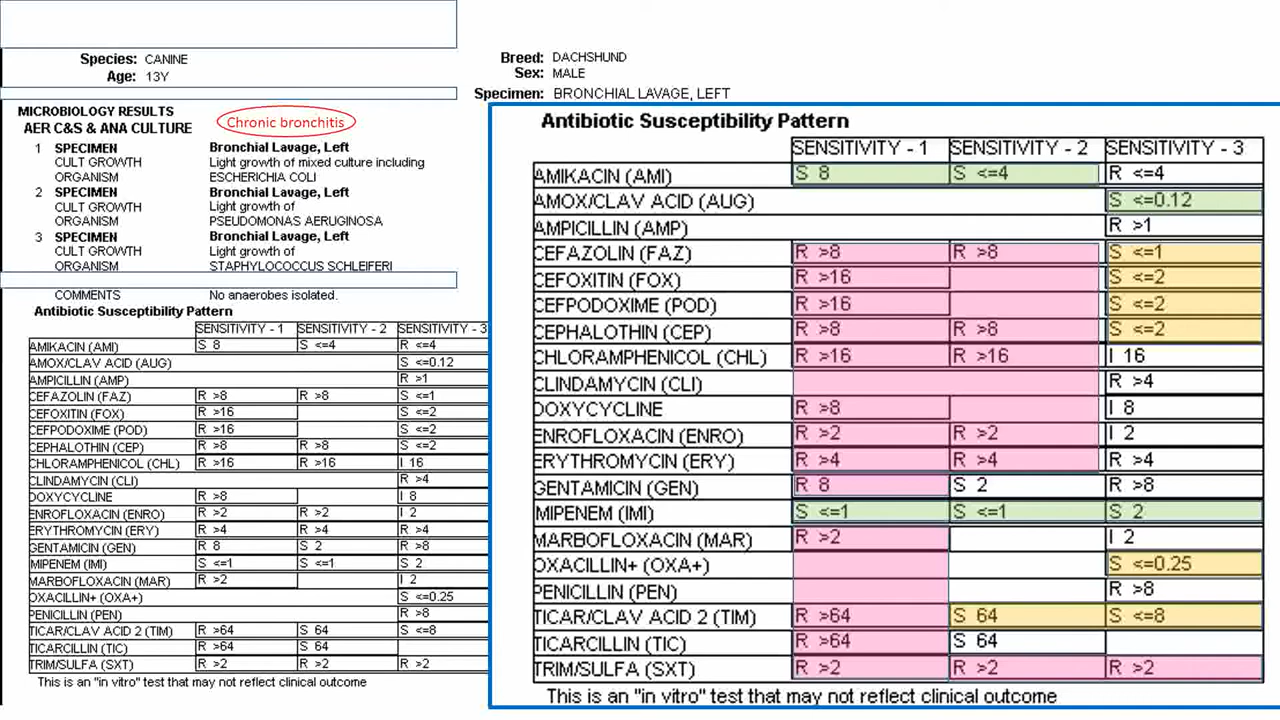 Species: CANINE
Age: 13Y
Breed: DACHSHUND
Sex: MALE
Specimen: BRONCHIAL LAVAGE, LEFT
MICROBIOLOGY RESULTS
AER C&S & ANA CULTURE
Chronic bronchitis
1 SPECIMEN Bronchial Lavage, Left
CULT GROWTH Light growth of mixed culture including
ORGANISM ESCHERICHIA COLI
2 SPECIMEN Bronchial Lavage, Left
CULT GROWTH Light growth of
ORGANISM PSEUDOMONAS AERUGINOSA
3 SPECIMEN Bronchial Lavage, Left
CULT GROWTH Light growth of
ORGANISM STAPHYLOCOCCUS SCHLEIFERI
COMMENTS No anaerobes isolated.
Antibiotic Susceptibility Pattern
SENSITIVITY - 1 SENSITIVITY - 2 SENSITIVITY - 3
AMIKACIN (AMI) S 8 S <=4 R <=4
AMOX/CLAV ACID (AUG) S <=0.12
AMPICILLIN (AMP) R >1
CEFAZOLIN (FAZ) R >8 R >8 S <=1
CEFOXITIN (FOX) R >16 S <=2
CEFPODOXIME (POD) R >16 S <=2
CEPHALOTHIN (CEP) R >8 R >8 S <=2
CHLORAMPHENICOL (CHL) R >16 R >16 I 16
CLINDAMYCIN (CLI) R >4
DOXYCYCLINE R >8 I 8
ENROFLOXACIN (ENRO) R >2 R >2 I 2
ERYTHROMYCIN (ERY) R >4 R >4 R >4
GENTAMICIN (GEN) R 8 S 2 R >8
IMIPENEM (IMI) S <=1 S <=1 S 2
MARBOFLOXACIN (MAR) R >2 I 2
OXACILLIN+ (OXA+) S <=0.25
PENICILLIN (PEN) R >8
TICAR/CLAV ACID 2 (TIM) R >64 S 64 S <=8
TICARCILLIN (TIC) R >64 S 64
TRIM/SULFA (SXT) R >2 R >2 R >2
This is an "in vitro" test that may not reflect clinical outcome
Antibiotic Susceptibility Pattern
SENSITIVITY - 1 SENSITIVITY - 2 SENSITIVITY - 3
AMIKACIN (AMI) S 8 S <=4 R <=4
AMOX/CLAV ACID (AUG) S <=0.12
AMPICILLIN (AMP) R >1
CEFAZOLIN (FAZ) R >8 R >8 S <=1
CEFOXITIN (FOX) R >16 S <=2
CEFPODOXIME (POD) R >16 S <=2
CEPHALOTHIN (CEP) R >8 R >8 S <=2
CHLORAMPHENICOL (CHL) R >16 R >16 I 16
CLINDAMYCIN (CLI) R >4
DOXYCYCLINE R >8 I 8
ENROFLOXACIN (ENRO) R >2 R >2 I 2
ERYTHROMYCIN (ERY) R >4 R >4 R >4
GENTAMICIN (GEN) R 8 S 2 R >8
IMIPENEM (IMI) S <=1 S <=1 S 2
MARBOFLOXACIN (MAR) R >2 I 2
OXACILLIN+ (OXA+) S <=0.25
PENICILLIN (PEN) R >8
TICAR/CLAV ACID 2 (TIM) R >64 S 64 S <=8
TICARCILLIN (TIC) R >64 S 64
TRIM/SULFA (SXT) R >2 R >2 R >2
This is an "in vitro" test that may not reflect clinical outcome